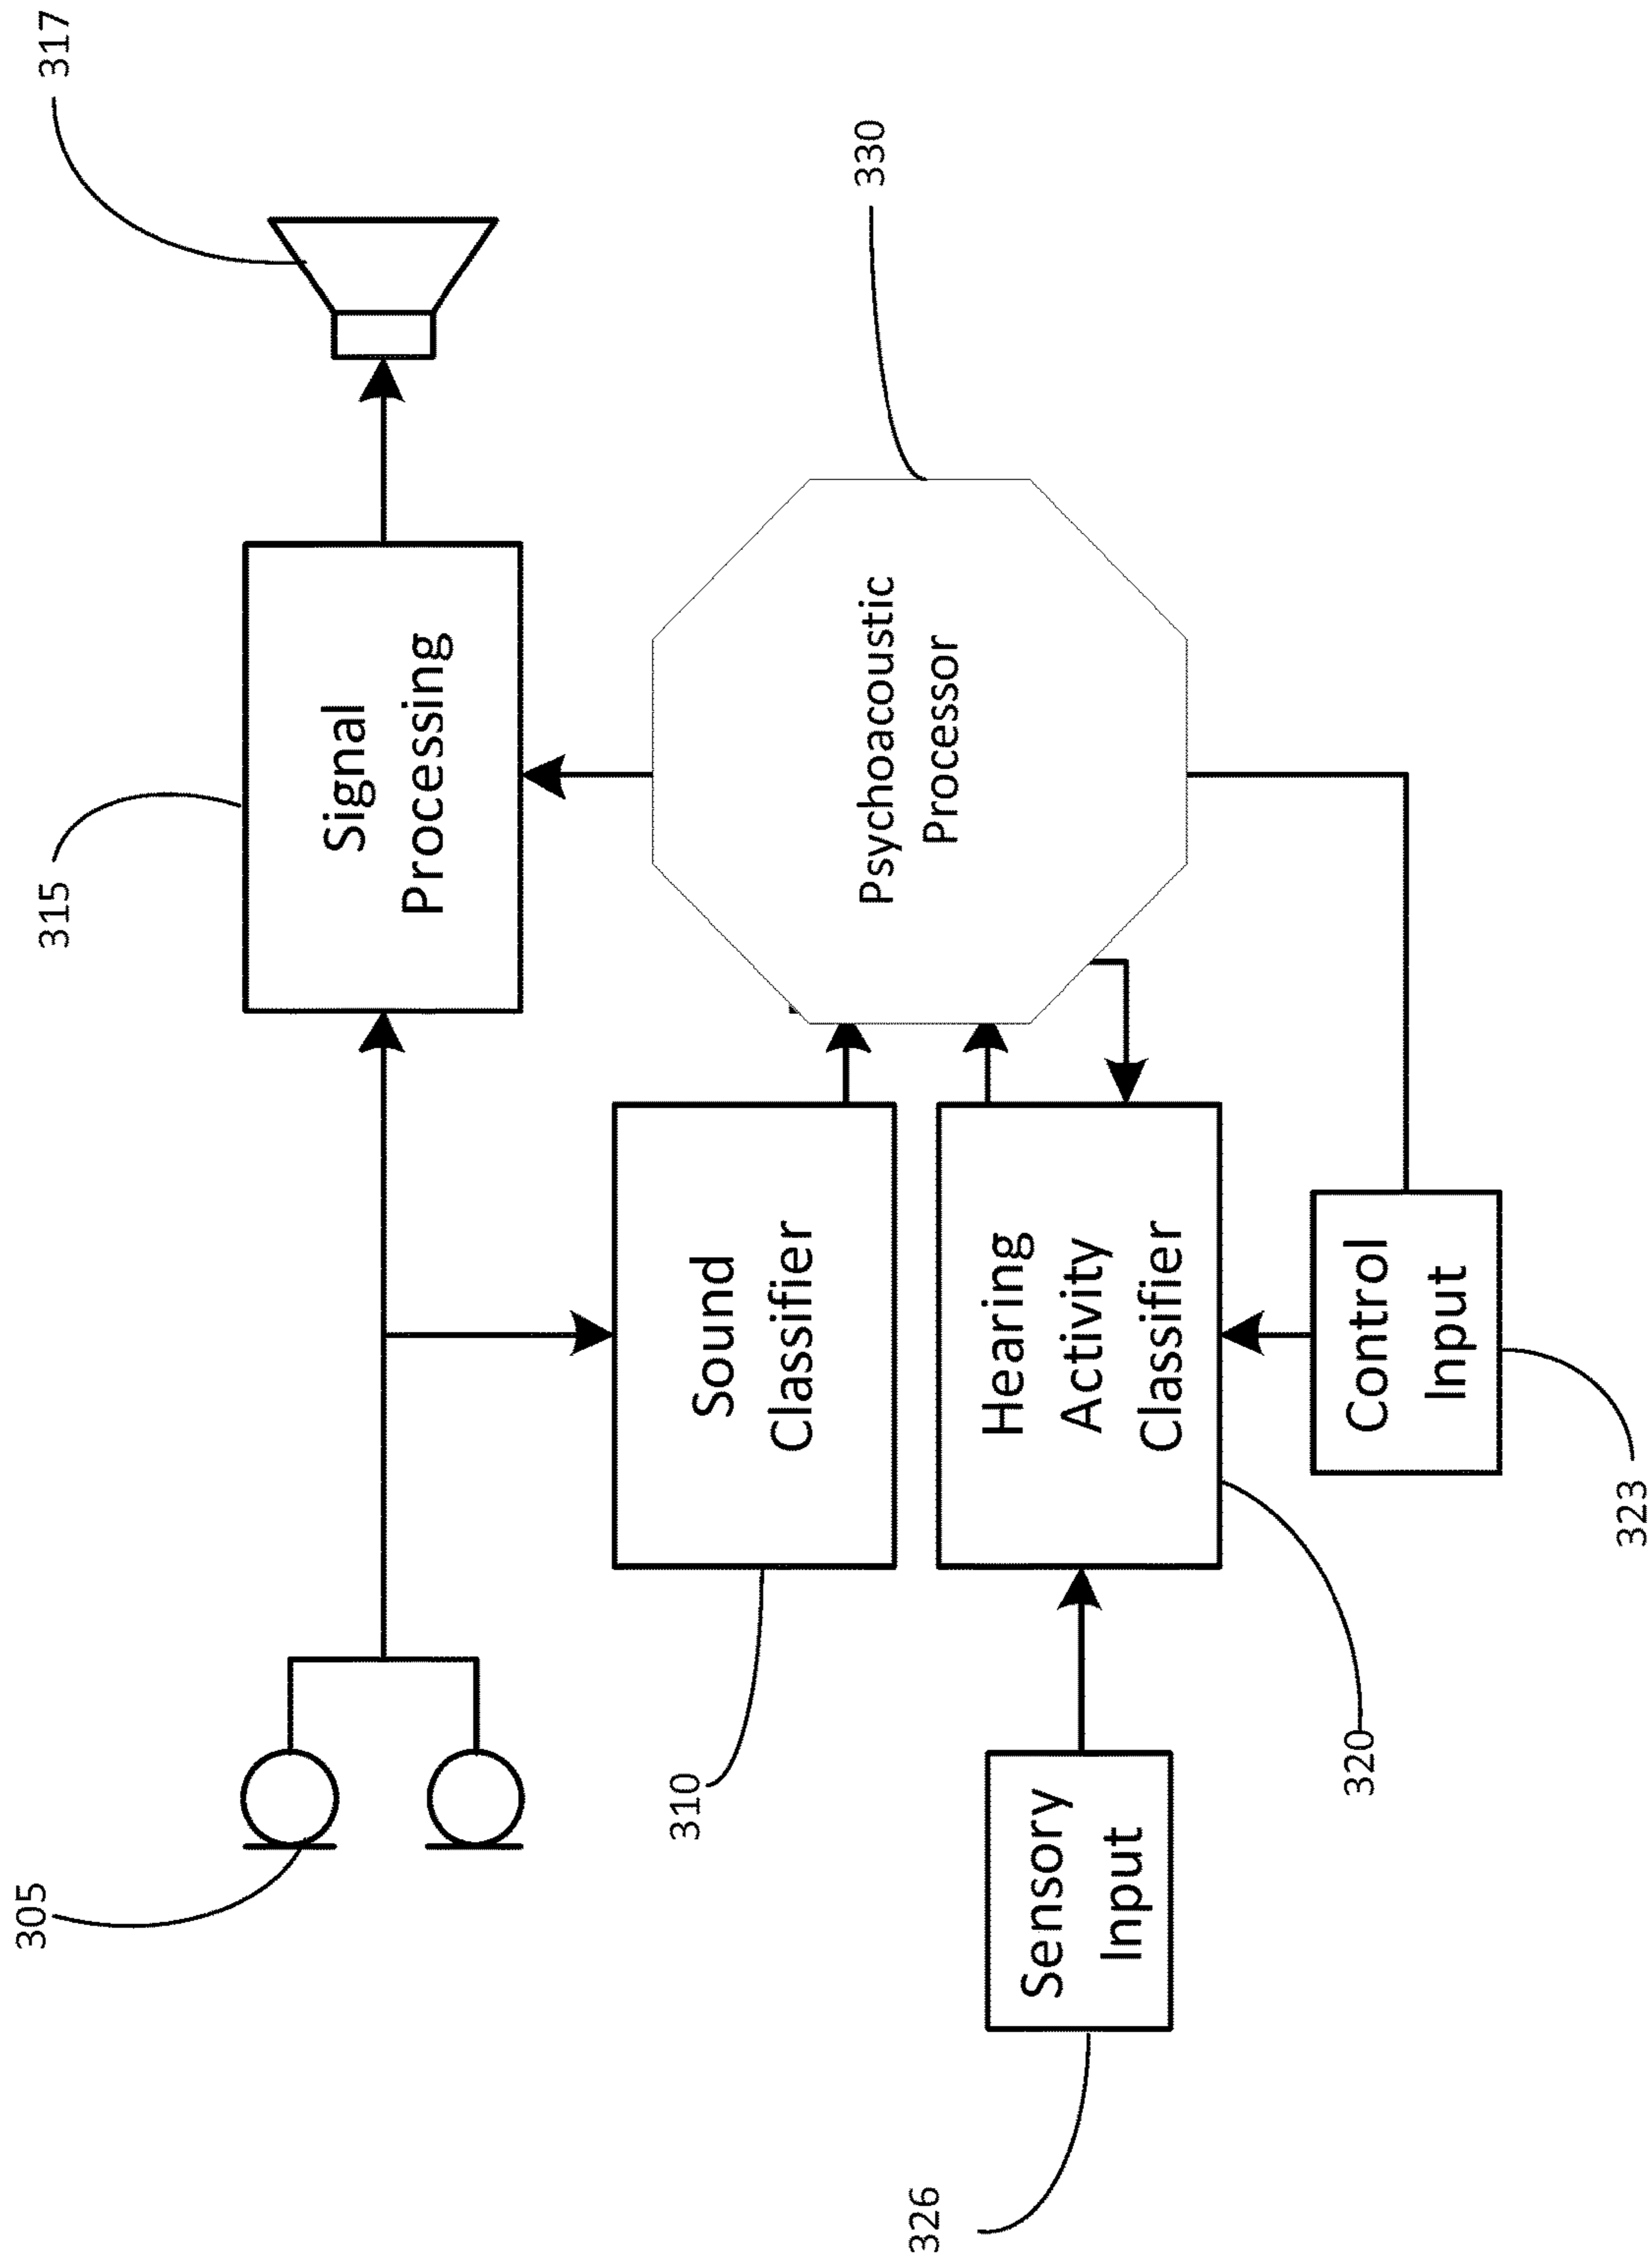 305
315
317
Signal
Processing
310
Sound
Classifier
330
Psychoacoustic
Processor
326
Sensory
Input
Hearing
Activity
Classifier
320
Control
Input
323